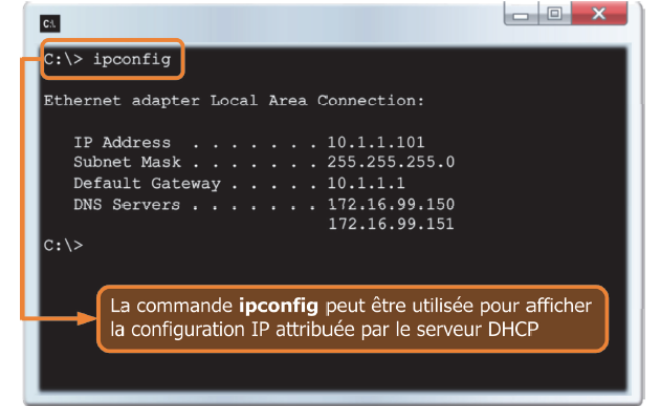 C:\
C:\> ipconfig
Ethernet adapter Local Area Connection:
IP Address . . . . . . . 10.1.1.101
Subnet Mask . . . . . . . 255.255.255.0
Default Gateway . . . . . 10.1.1.1
DNS Servers . . . . . . . 172.16.99.150
172.16.99.151
C:\>
La commande ipconfig peut être utilisée pour afficher
la configuration IP attribuée par le serveur DHCP